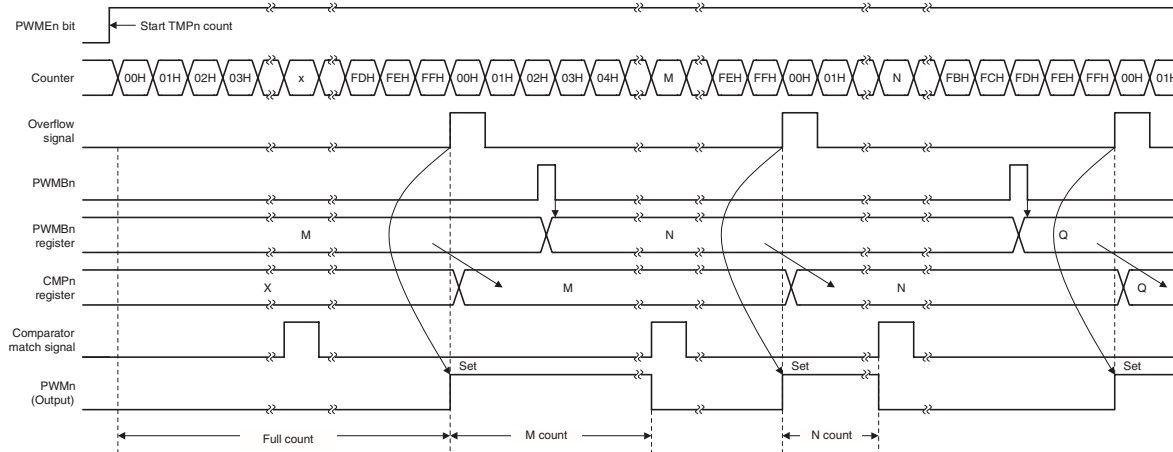 PWMEn bit
Start TMPn count
Counter
00H 01H 02H 03H x FDH FEH FFH 00H 01H 02H 03H 04H M FEH FFH 00H 01H N FBH FCH FDH FEH FFH 00H 01H
Overflow
signal
PWMBn
PWMBn
register
M N Q
CMPn
register
X M N Q
Comparator
match signal
Set Set Set
PWMn
(Output)
Full count M count N count